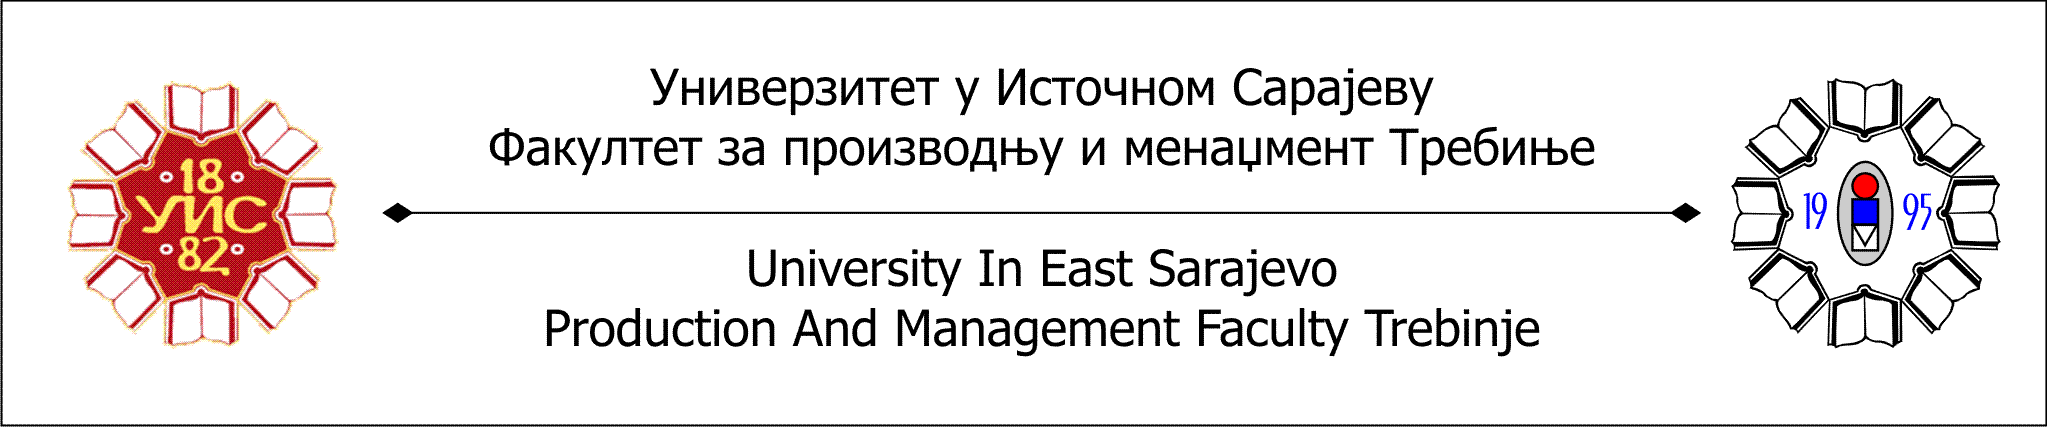 Универзитет у Источном Сарајеву
Факултет за производњу и менаџмент Требиње
18
УИС
82
19 95
University In East Sarajevo
Production And Management Faculty Trebinje